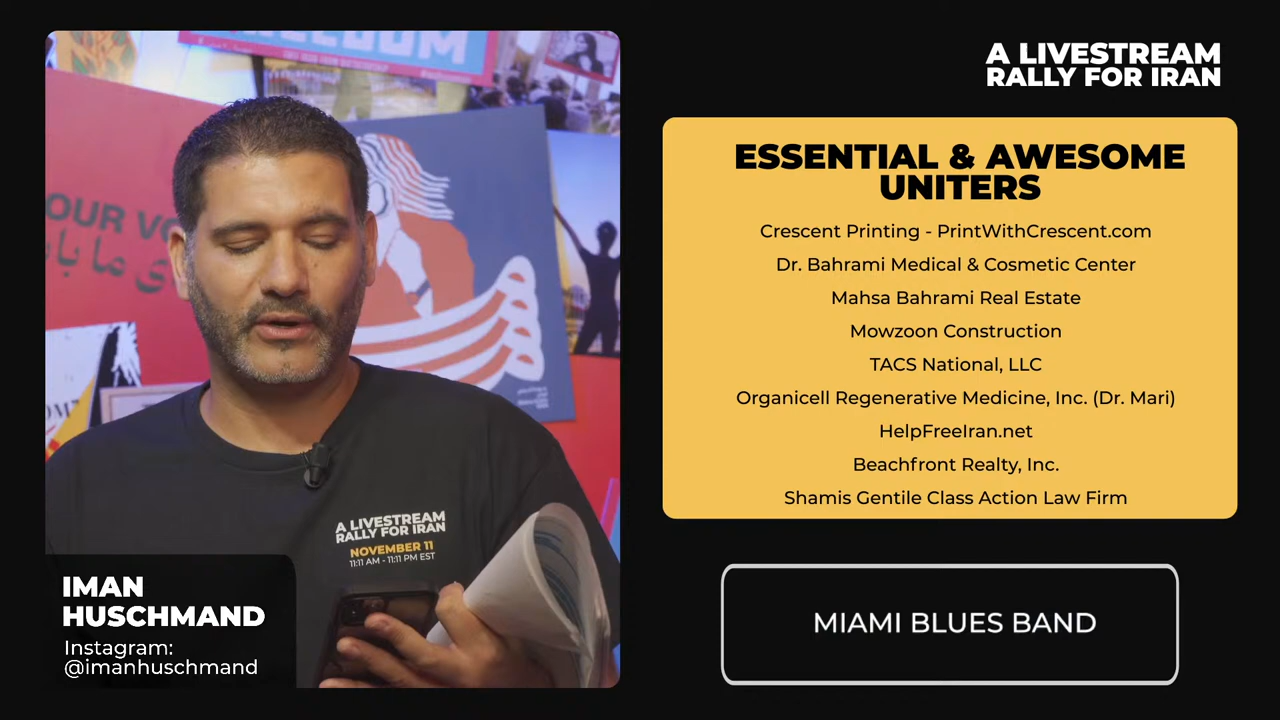 FREEDOM
OUR VO
A LIVESTREAM
RALLY FOR IRAN
NOVEMBER 11
11:11 AM - 11:11 PM EST
IMAN
HUSCHMAND
Instagram:
@imanhuschmand
A LIVESTREAM
RALLY FOR IRAN
ESSENTIAL & AWESOME
UNITERS
Crescent Printing - PrintWithCrescent.com
Dr. Bahrami Medical & Cosmetic Center
Mahsa Bahrami Real Estate
Mowzoon Construction
TACS National, LLC
Organicell Regenerative Medicine, Inc. (Dr. Mari)
HelpFreeIran.net
Beachfront Realty, Inc.
Shamis Gentile Class Action Law Firm
MIAMI BLUES BAND